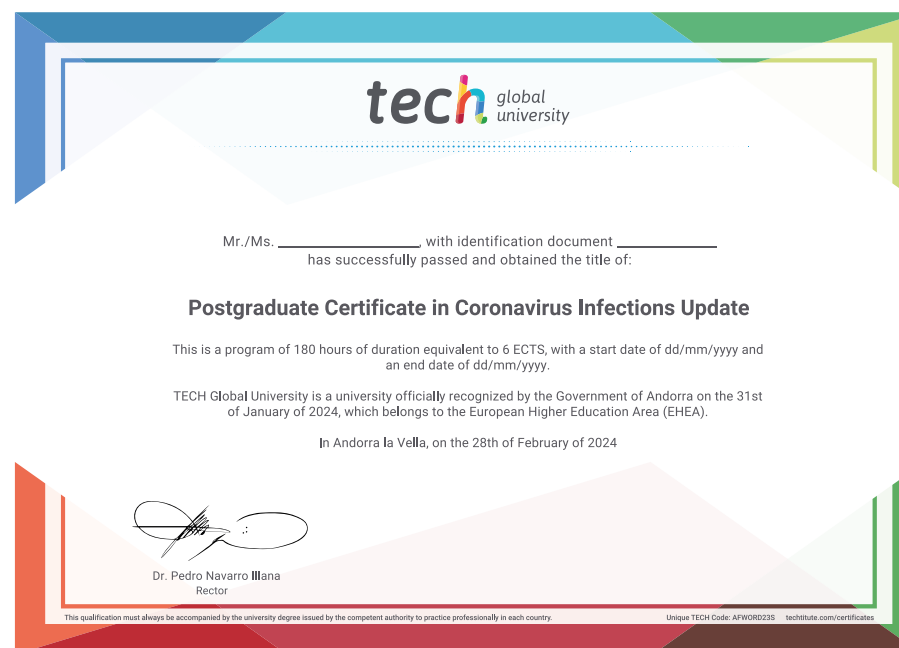 tech global
university
Mr./Ms. ____________, with identification document ____________
has successfully passed and obtained the title of:
Postgraduate Certificate in Coronavirus Infections Update
This is a program of 180 hours of duration equivalent to 6 ECTS, with a start date of dd/mm/yyyy and
an end date of dd/mm/yyyy.
TECH Global University is a university officially recognized by the Government of Andorra on the 31st
of January of 2024, which belongs to the European Higher Education Area (EHEA).
In Andorra la Vella, on the 28th of February of 2024
Dr. Pedro Navarro Illana
Rector
This qualification must always be accompanied by the university degree issued by the competent authority to practice professionally in each country.
Unique TECH Code: AFWORD23S techtitute.com/certificates